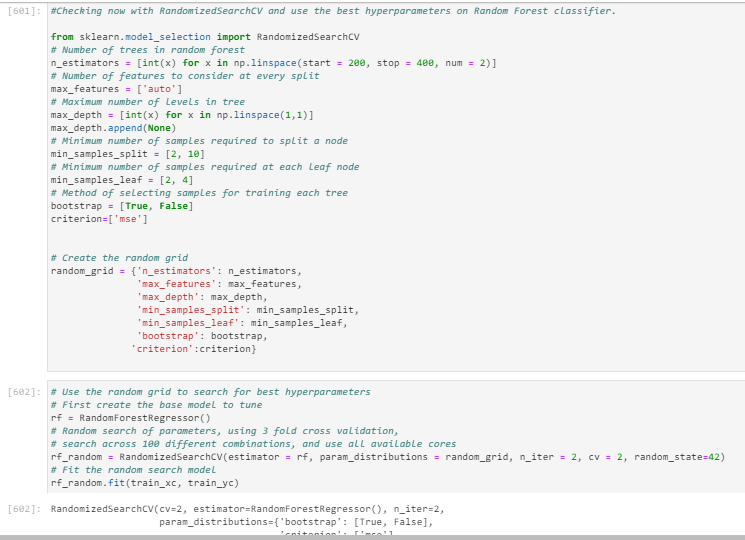 [601]: #Checking now with RandomizedSearchCV and use the best hyperparameters on Random Forest classifier.
from sklearn.model_selection import RandomizedSearchCV
# Number of trees in random forest
n_estimators = [int(x) for x in np.linspace(start = 200, stop = 400, num = 2)]
# Number of features to consider at every split
max_features = ['auto']
# Maximum number of levels in tree
max_depth = [int(x) for x in np.linspace(1,1)]
max_depth.append(None)
# Minimum number of samples required to split a node
min_samples_split = [2, 10]
# Minimum number of samples required at each leaf node
min_samples_leaf = [2, 4]
# Method of selecting samples for training each tree
bootstrap = [True, False]
criterion=['mse']
# Create the random grid
random_grid = {'n_estimators': n_estimators,
'max_features': max_features,
'max_depth': max_depth,
'min_samples_split': min_samples_split,
'min_samples_leaf': min_samples_leaf,
'bootstrap': bootstrap,
'criterion':criterion}
[602]: # Use the random grid to search for best hyperparameters
# First create the base model to tune
rf = RandomForestRegressor()
# Random search of parameters, using 3 fold cross validation,
# search across 100 different combinations, and use all available cores
rf_random = RandomizedSearchCV(estimator = rf, param_distributions = random_grid, n_iter = 2, cv = 2, random_state=42)
# Fit the random search model
rf_random.fit(train_xc, train_yc)
[602]: RandomizedSearchCV(cv=2, estimator=RandomForestRegressor(), n_iter=2,
param_distributions={'bootstrap': [True, False],
'criterion': ['mse']